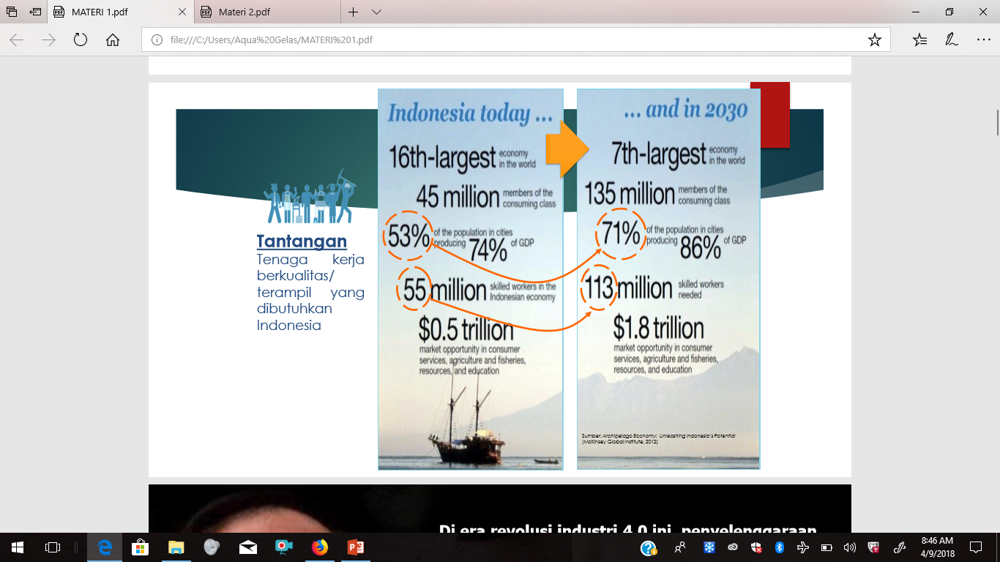 MATERI 1.pdf
Materi 2.pdf
file:///C:/Users/Aqua%20Gelas/MATERI%201.pdf
Tantangan
Tenaga kerja
berkualitas/
terampil yang
dibutuhkan
Indonesia
Indonesia today ...
16th-largest economy
in the world
45 million members of the
consuming class
53% of the population in cities
producing 74% of GDP
55 million skilled workers in the
Indonesian economy
$0.5 trillion
market opportunity in consumer
services, agriculture and fisheries,
resources, and education
... and in 2030
7th-largest economy
in the world
135 million members of the
consuming class
71% of the population in cities
producing 86% of GDP
113 million skilled workers
needed
$1.8 trillion
market opportunity in consumer
services, agriculture and fisheries,
resources, and education
Sumber: Archipelago Economy: Unleashing Indonesia's Potential
(McKinsey Global Institute, 2012)
Di era revolusi industri 4.0 ini, penyelenggaraan
8:46 AM
4/9/2018